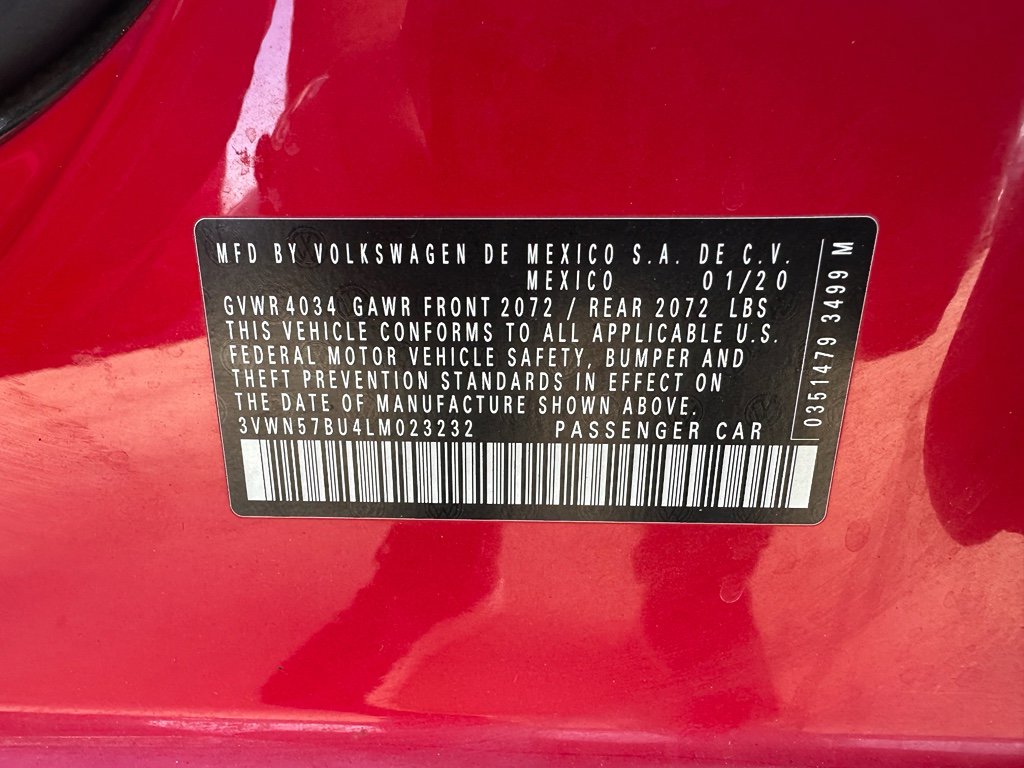 MFD BY VOLKSWAGEN DE MEXICO S.A. DE C.V.
MEXICO 01/20
GVWR 4034 GAWR FRONT 2072 / REAR 2072 LBS
THIS VEHICLE CONFORMS TO ALL APPLICABLE U.S.
FEDERAL MOTOR VEHICLE SAFETY, BUMPER AND
THEFT PREVENTION STANDARDS IN EFFECT ON
THE DATE OF MANUFACTURE SHOWN ABOVE.
3VWN57BU4LM023232 PASSENGER CAR
0351479 3499 M